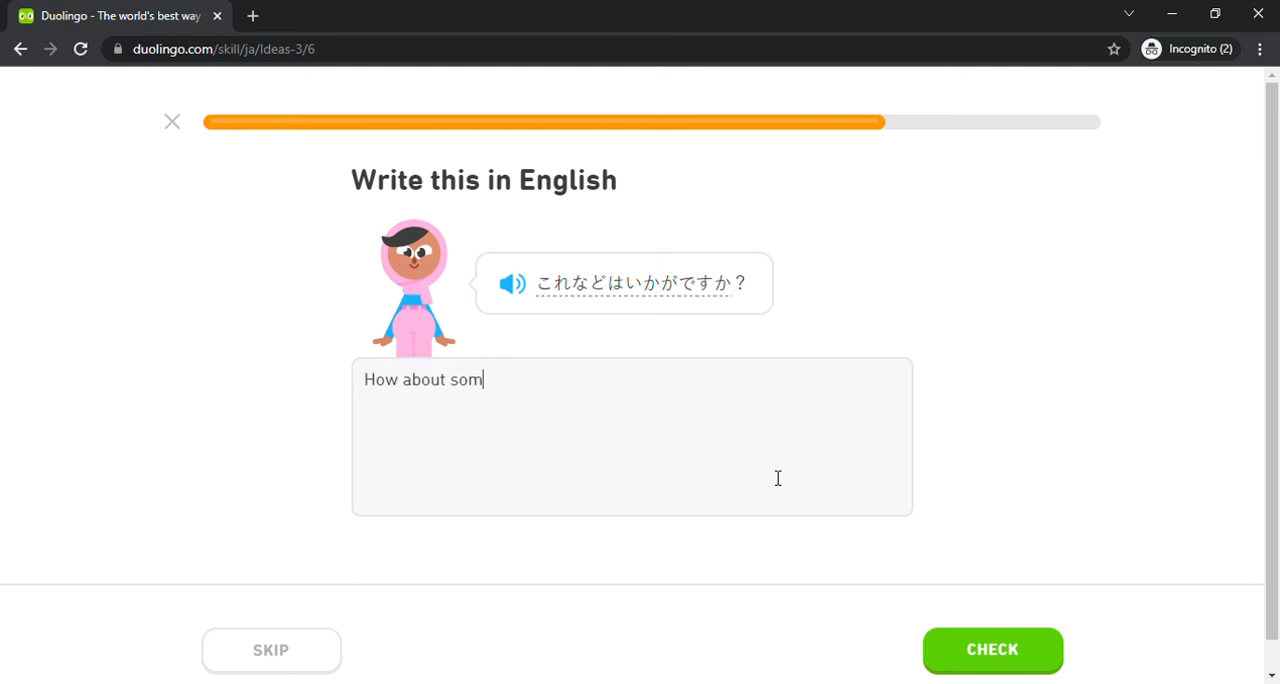 Duolingo - The world's best way
duolingo.com/skill/ja/Ideas-3/6
Incognito (2)
Write this in English
これなどはいかがですか？
How about som
SKIP
CHECK